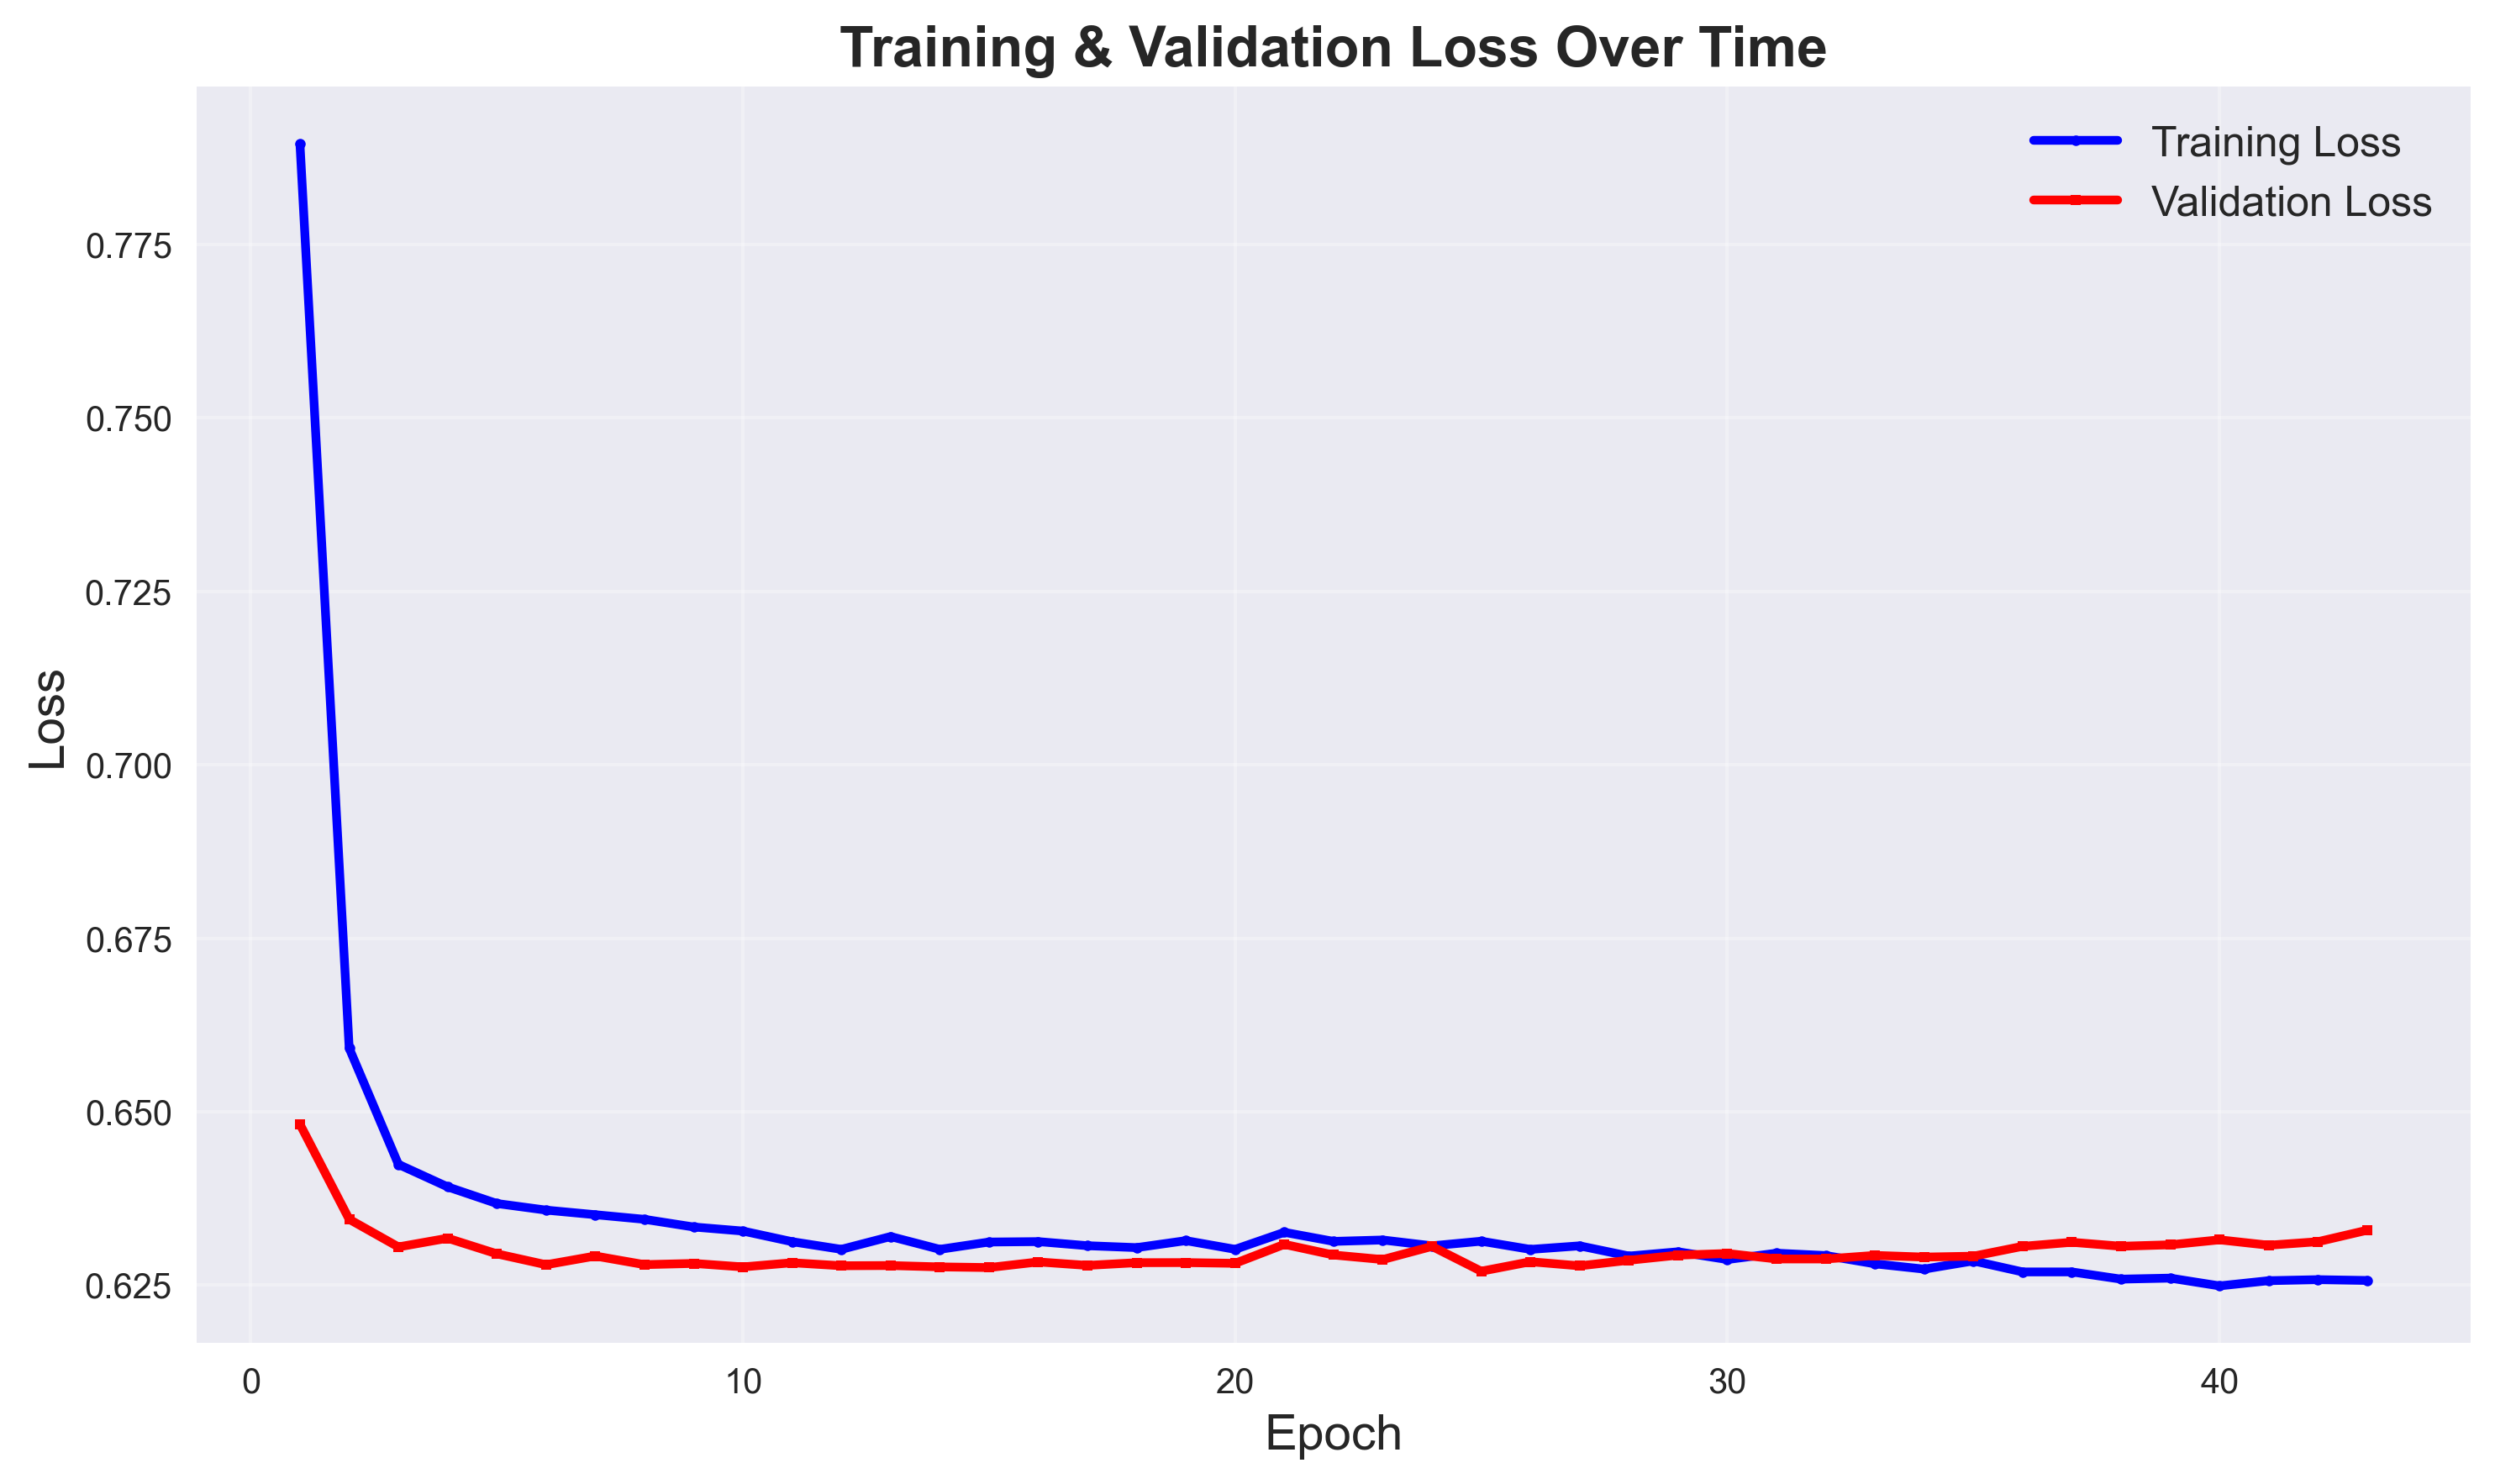 Training & Validation Loss Over Time
Training Loss
Validation Loss
0.775
0.750
0.725
0.700
0.675
0.650
0.625
Loss
0 10 20 30 40
Epoch